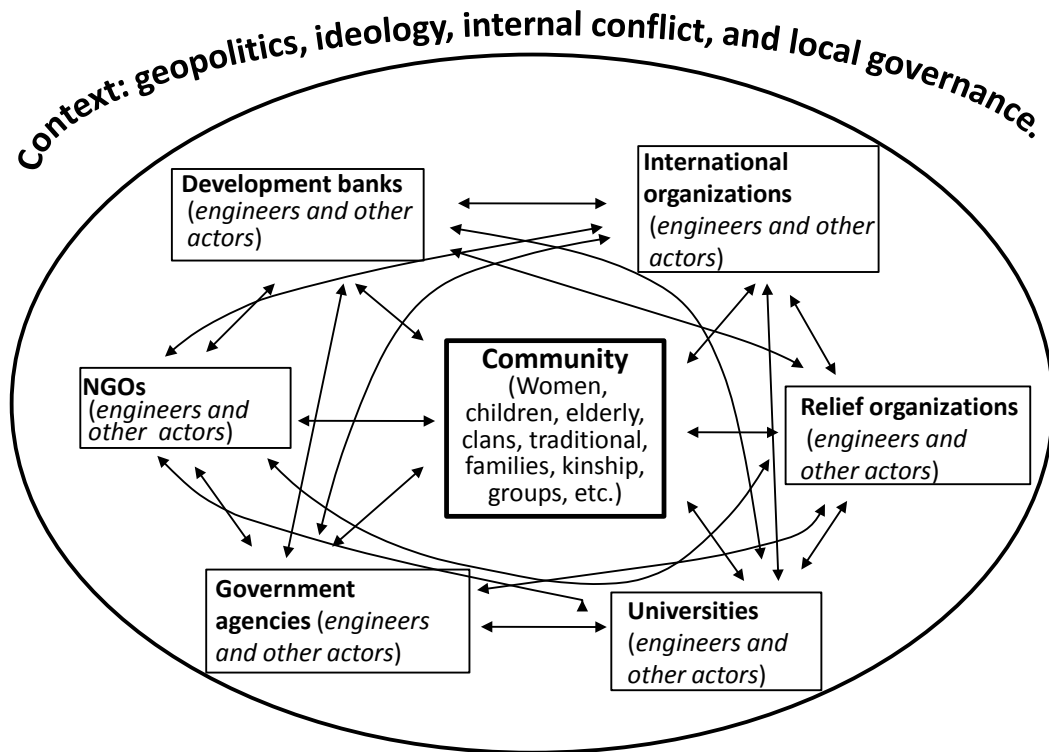 Context: geopolitics, ideology, internal conflict, and local governance.
Development banks
(engineers and other
actors)
International
organizations
(engineers and other
actors)
NGOs
(engineers and
other actors)
Community
(Women,
children, elderly,
clans, traditional,
families, kinship,
groups, etc.)
Relief organizations
(engineers and
other actors)
Government
agencies (engineers
and other actors)
Universities
(engineers and
other actors)